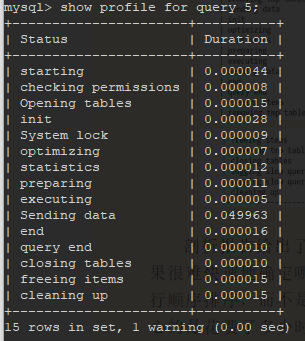 mysql> show profile for query 5;
+----------------------+----------+
| Status               | Duration |
+----------------------+----------+
| starting             | 0.000044 |
| checking permissions | 0.000008 |
| Opening tables       | 0.000015 |
| init                 | 0.000028 |
| System lock          | 0.000009 |
| optimizing           | 0.000007 |
| statistics           | 0.000012 |
| preparing            | 0.000011 |
| executing            | 0.000005 |
| Sending data         | 0.049963 |
| end                  | 0.000016 |
| query end            | 0.000010 |
| closing tables       | 0.000010 |
| freeing items        | 0.000015 |
| cleaning up          | 0.000015 |
+----------------------+----------+
15 rows in set, 1 warning (0.00 sec)